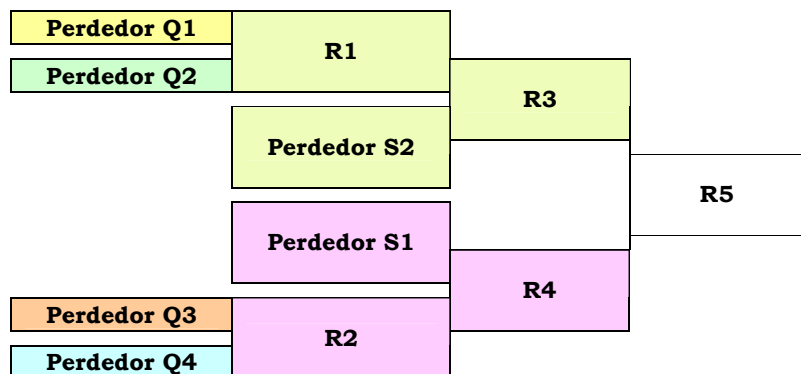 Perdedor Q1
R1
Perdedor Q2
R3
Perdedor S2
R5
Perdedor S1
R4
Perdedor Q3
R2
Perdedor Q4